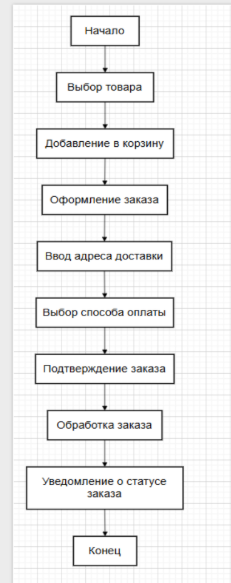 Начало
Выбор товара
Добавление в корзину
Оформление заказа
Ввод адреса доставки
Выбор способа оплаты
Подтверждение заказа
Обработка заказа
Уведомление о статусе
заказа
Конец